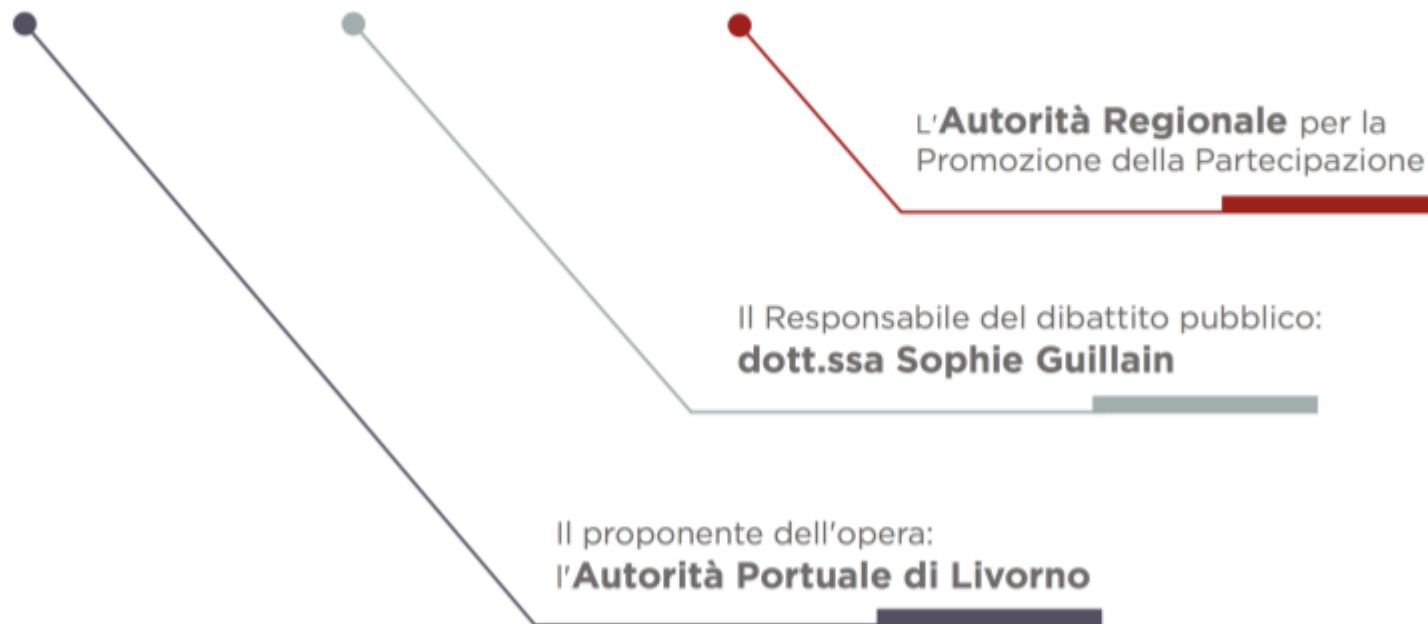 L'Autorità Regionale per la
Promozione della Partecipazione
Il Responsabile del dibattito pubblico:
dott.ssa Sophie Guillain
Il proponente dell'opera:
l'Autorità Portuale di Livorno